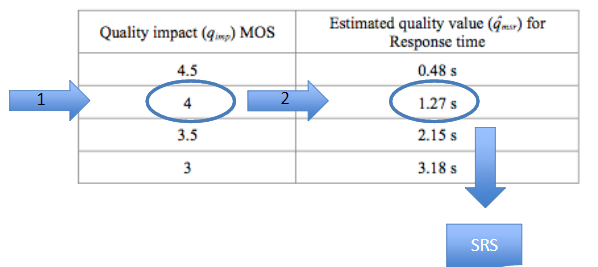 Quality impact (q_imp) MOS
Estimated quality value (q̂_msr) for
Response time
4.5 0.48 s
1 4 2 1.27 s
3.5 2.15 s
3 3.18 s
SRS